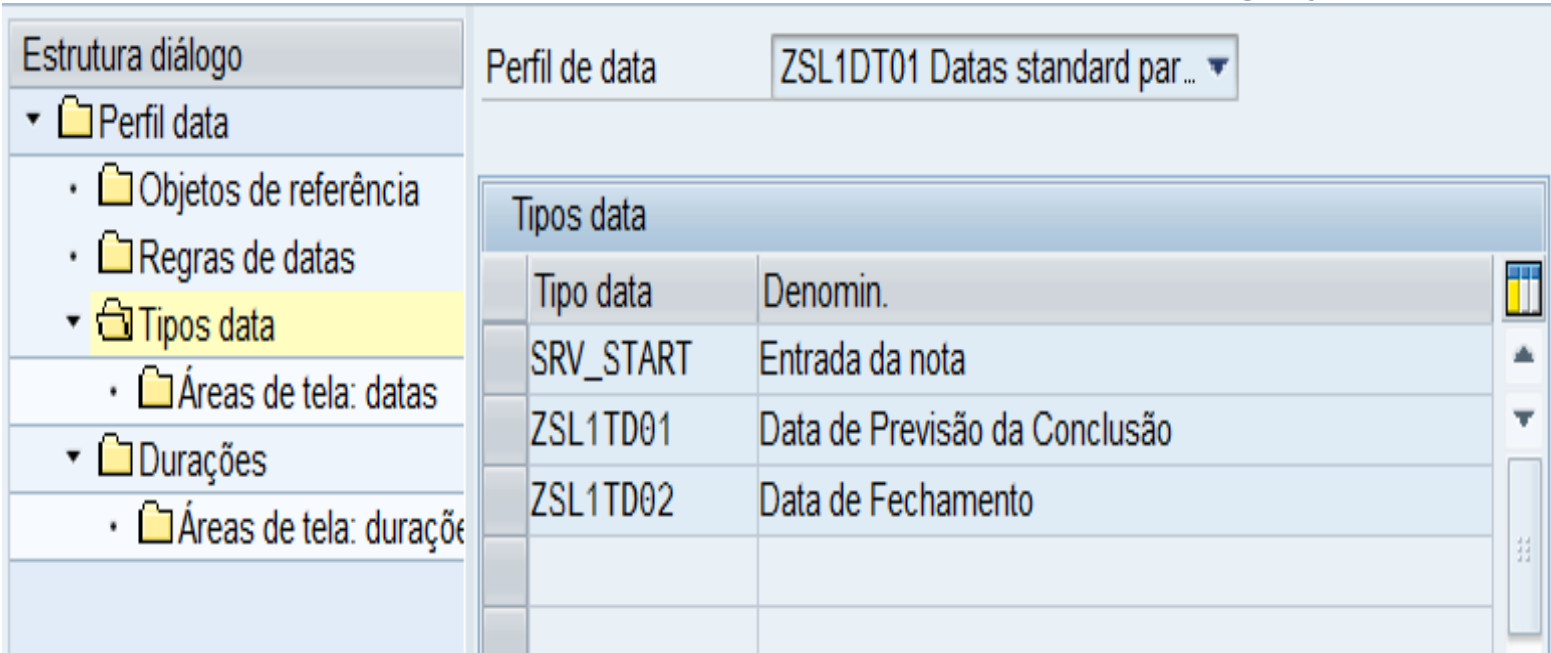 Estrutura diálogo
Perfil data
Objetos de referência
Regras de datas
Tipos data
Áreas de tela: datas
Durações
Áreas de tela: duraçõe
Perfil de data ZSL1DT01 Datas standard par...
Tipos data
Tipo data Denomin.
SRV_START Entrada da nota
ZSL1TD01 Data de Previsão da Conclusão
ZSL1TD02 Data de Fechamento